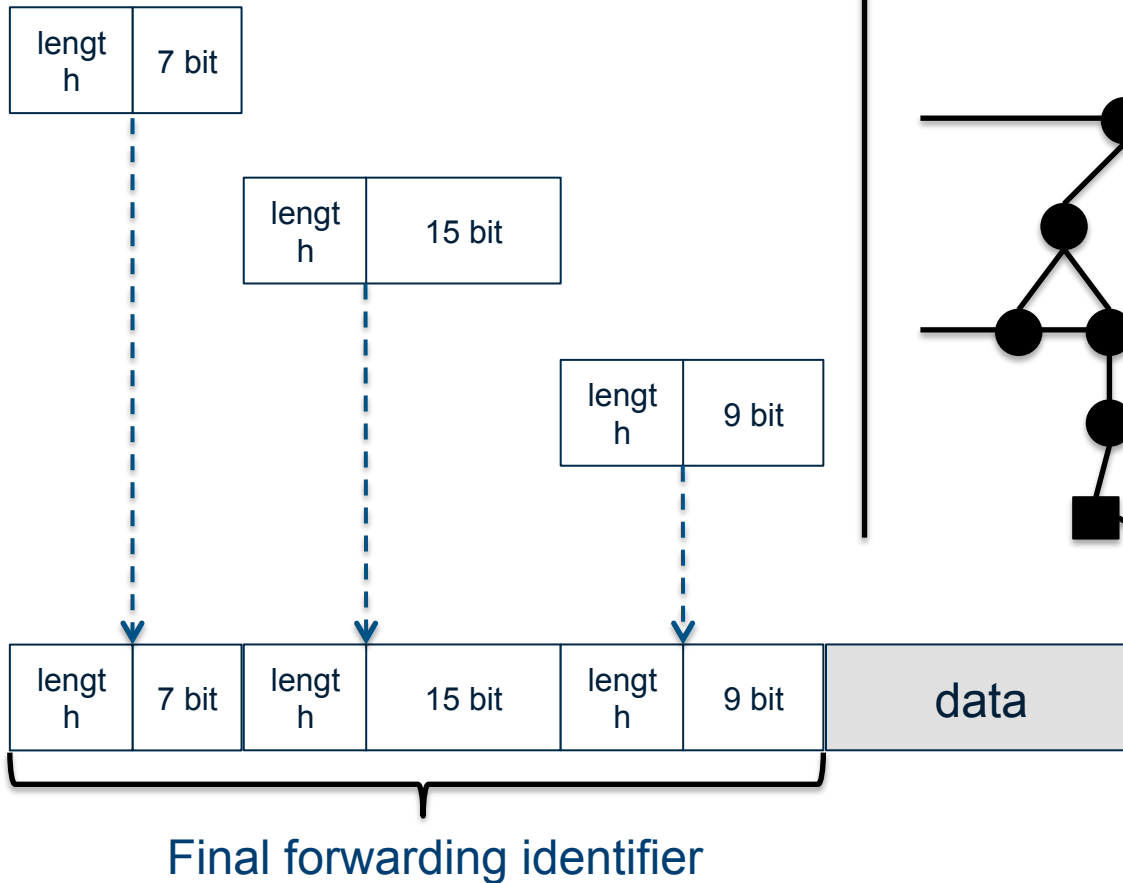 lengt
h
7 bit
lengt
h
15 bit
lengt
h
9 bit
lengt
h
7 bit
lengt
h
15 bit
lengt
h
9 bit
data
Final forwarding identifier